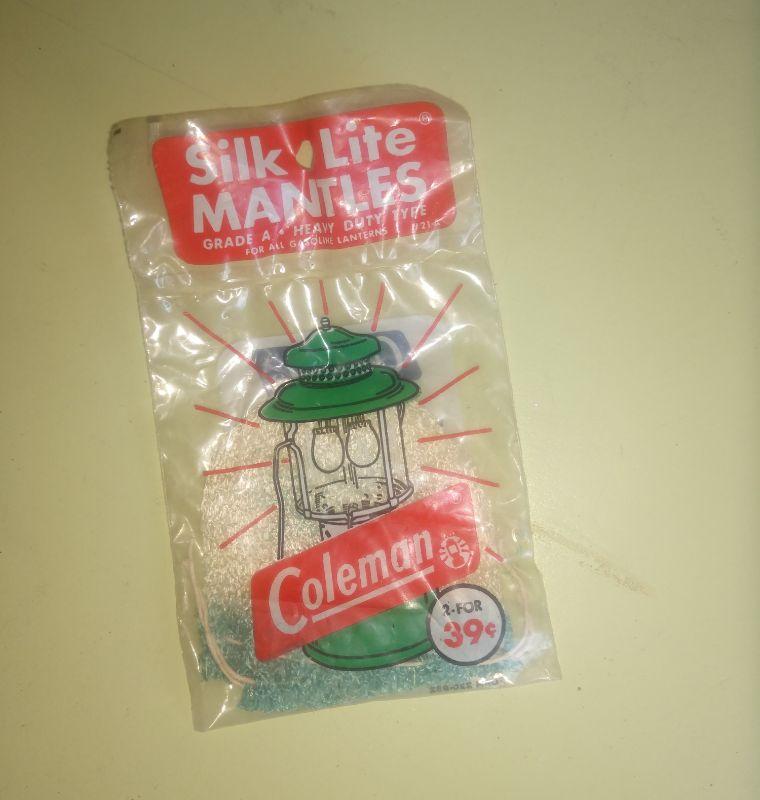 Silk Lite ®
MANTLES
GRADE A • HEAVY DUTY TYPE
FOR ALL GASOLINE LANTERNS
Coleman
2-FOR
39¢